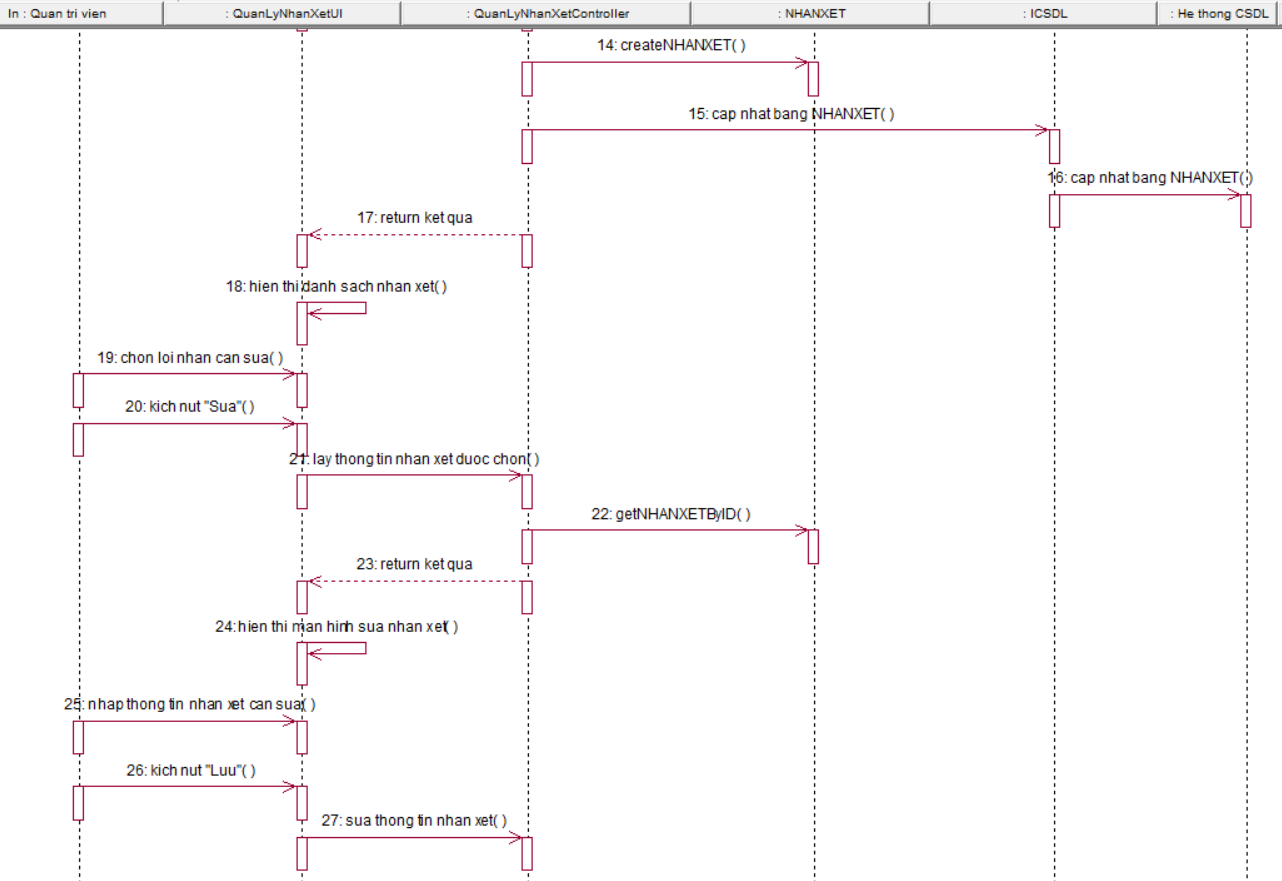 In : Quan tri vien
: QuanLyNhanXetUI
: QuanLyNhanXetController
: NHANXET
: ICSDL
: He thong CSDL
14: createNHANXET( )
15: cap nhat bang NHANXET( )
16: cap nhat bang NHANXET( )
17: return ket qua
18: hien thi danh sach nhan xet( )
19: chon loi nhan can sua( )
20: kich nut "Sua"( )
21: lay thong tin nhan xet duoc chon( )
22: getNHANXETByID( )
23: return ket qua
24: hien thi man hinh sua nhan xet( )
25: nhap thong tin nhan xet can sua( )
26: kich nut "Luu"( )
27: sua thong tin nhan xet( )